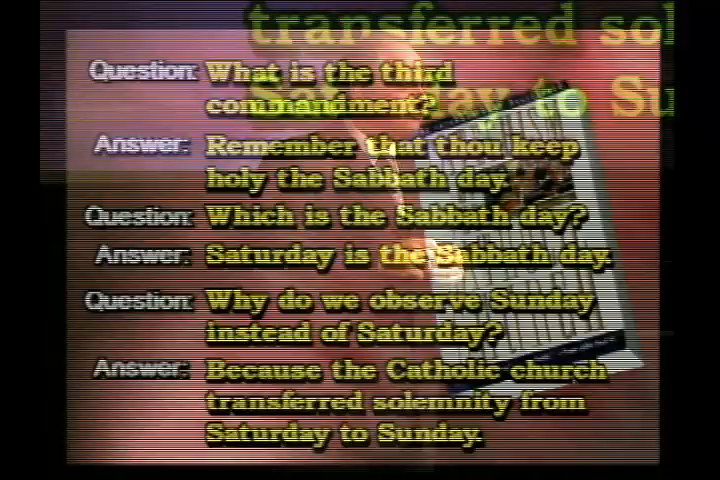 transferred sol
Saturday to Su
Question: What is the third
commandment?
Answer: Remember that thou keep
holy the Sabbath day.
Question: Which is the Sabbath day?
Answer: Saturday is the Sabbath day.
Question: Why do we observe Sunday
instead of Saturday?
Answer: Because the Catholic church
transferred solemnity from
Saturday to Sunday.